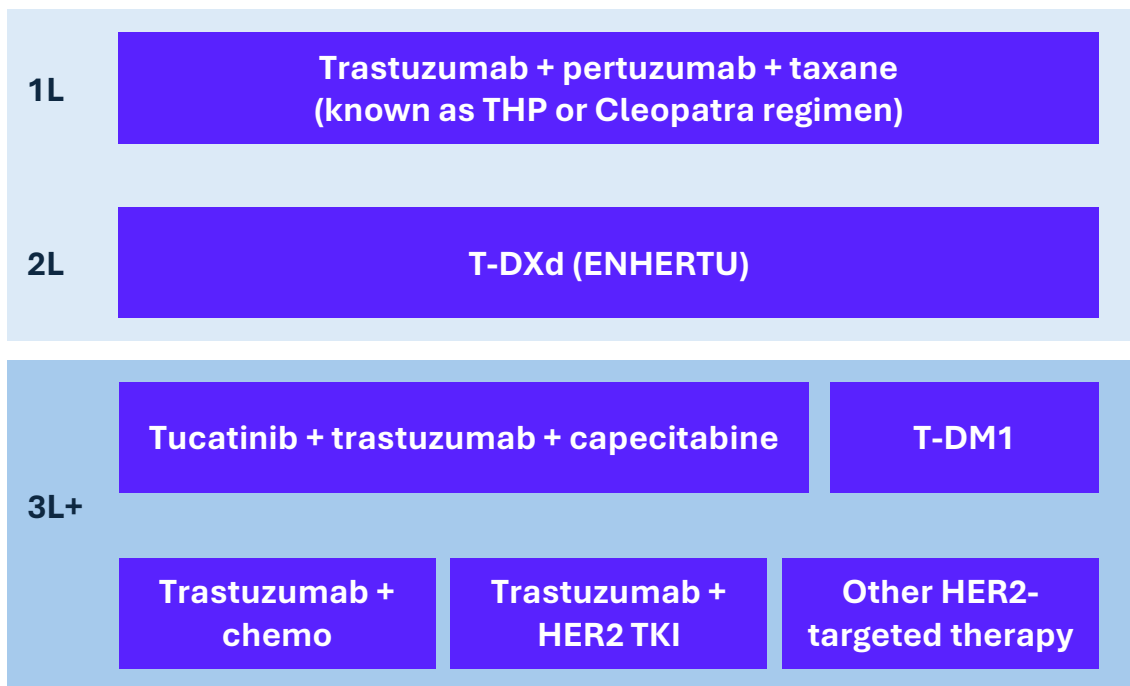 1L
Trastuzumab + pertuzumab + taxane
(known as THP or Cleopatra regimen)
2L
T-DXd (ENHERTU)
3L+
Tucatinib + trastuzumab + capecitabine
T-DM1
Trastuzumab +
chemo
Trastuzumab +
HER2 TKI
Other HER2-
targeted therapy